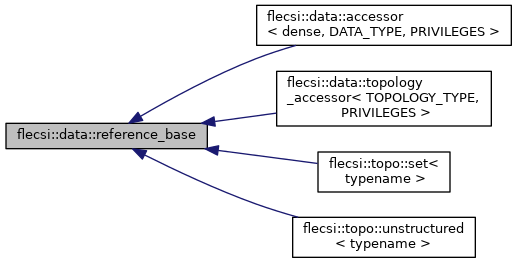 flecsi::data::accessor
< dense, DATA_TYPE, PRIVILEGES >
flecsi::data::topology
_accessor< TOPOLOGY_TYPE,
PRIVILEGES >
flecsi::data::reference_base
flecsi::topo::set<
typename >
flecsi::topo::unstructured
< typename >